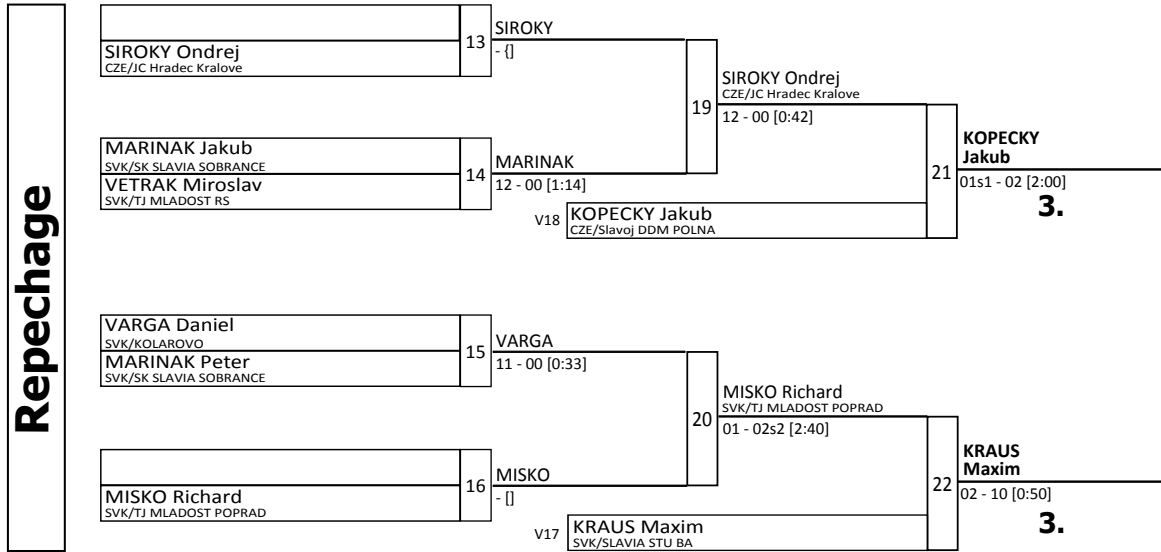 Repechage
SIROKY Ondrej
CZE/JC Hradec Kralove
13
SIROKY
- {]
MARINAK Jakub
SVK/SK SLAVIA SOBRANCE
VETRAK Miroslav
SVK/TJ MLADOST RS
14
MARINAK
12 - 00 [1:14]
19
SIROKY Ondrej
CZE/JC Hradec Kralove
12 - 00 [0:42]
V18
KOPECKY Jakub
CZE/Slavoj DDM POLNA
21
KOPECKY
Jakub
01s1 - 02 [2:00]
3.
VARGA Daniel
SVK/KOLAROVO
MARINAK Peter
SVK/SK SLAVIA SOBRANCE
15
VARGA
11 - 00 [0:33]
MISKO Richard
SVK/TJ MLADOST POPRAD
16
MISKO
- []
20
MISKO Richard
SVK/TJ MLADOST POPRAD
01 - 02s2 [2:40]
V17
KRAUS Maxim
SVK/SLAVIA STU BA
22
KRAUS
Maxim
02 - 10 [0:50]
3.